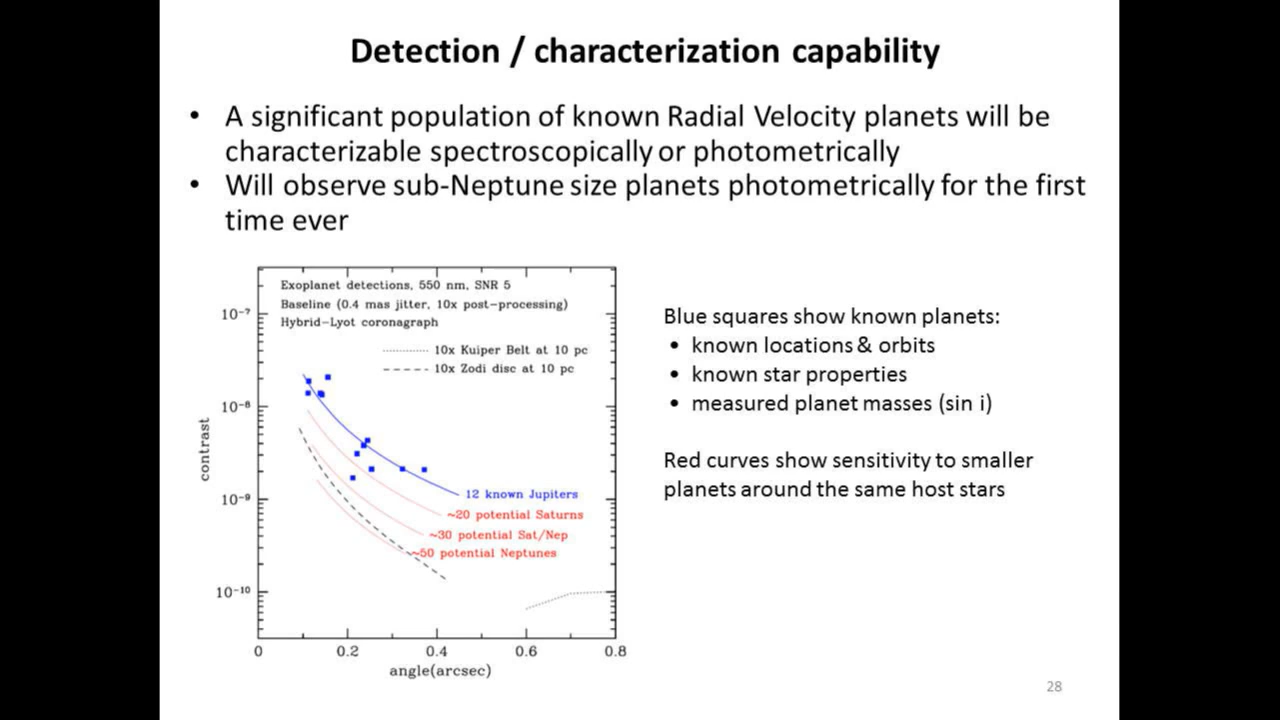 Detection / characterization capability
• A significant population of known Radial Velocity planets will be
characterizable spectroscopically or photometrically
• Will observe sub-Neptune size planets photometrically for the first
time ever
Exoplanet detections, 550 nm, SNR 5
Baseline (0.4 mas jitter, 10x post-processing)
Hybrid-Lyot coronagraph
10x Kuiper Belt at 10 pc
10x Zodi disc at 10 pc
10⁻⁷
10⁻⁸
10⁻⁹
10⁻¹⁰
contrast
12 known Jupiters
~20 potential Saturns
~30 potential Sat/Nep
~50 potential Neptunes
0 0.2 0.4 0.6 0.8
angle(arcsec)
Blue squares show known planets:
• known locations & orbits
• known star properties
• measured planet masses (sin i)
Red curves show sensitivity to smaller
planets around the same host stars
28